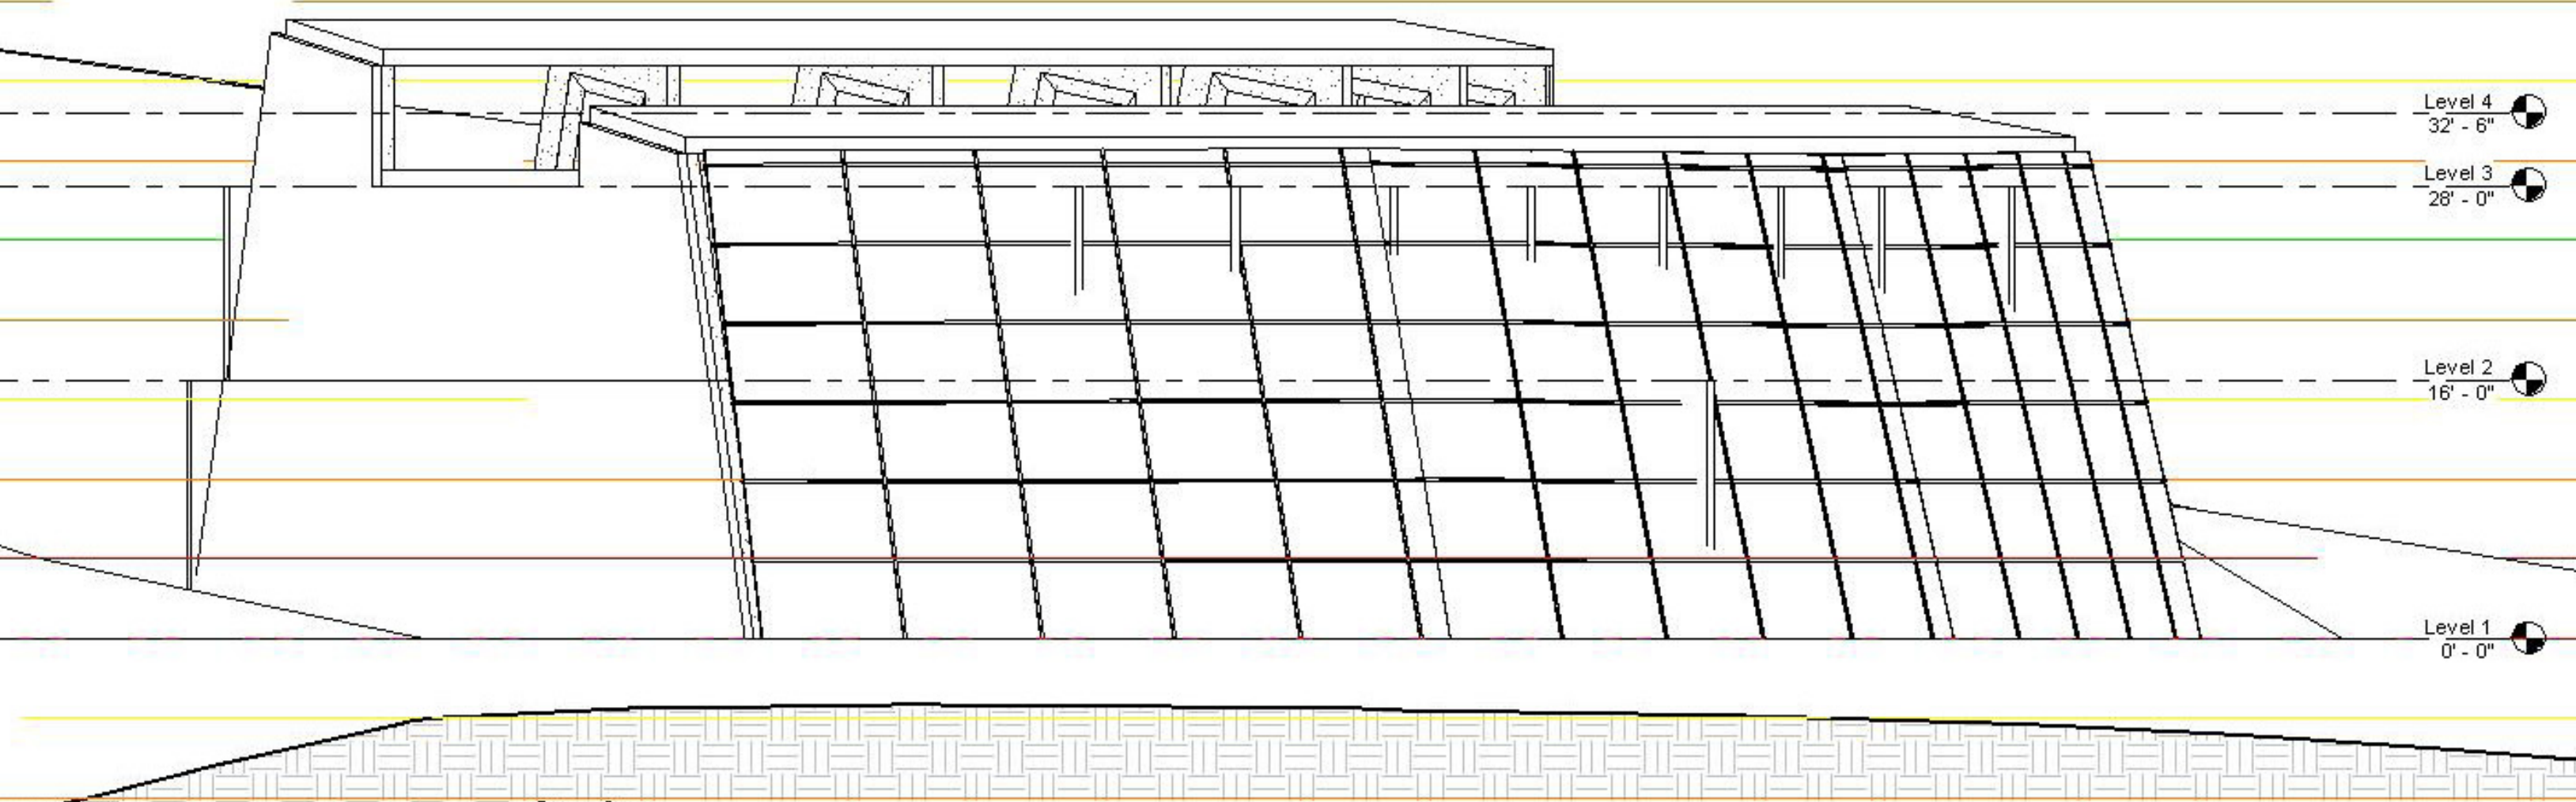 Level 4
32' - 6"
Level 3
28' - 0"
Level 2
16' - 0"
Level 1
0' - 0"